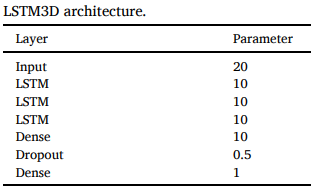 LSTM3D architecture.
Layer Parameter
Input 20
LSTM 10
LSTM 10
LSTM 10
Dense 10
Dropout 0.5
Dense 1